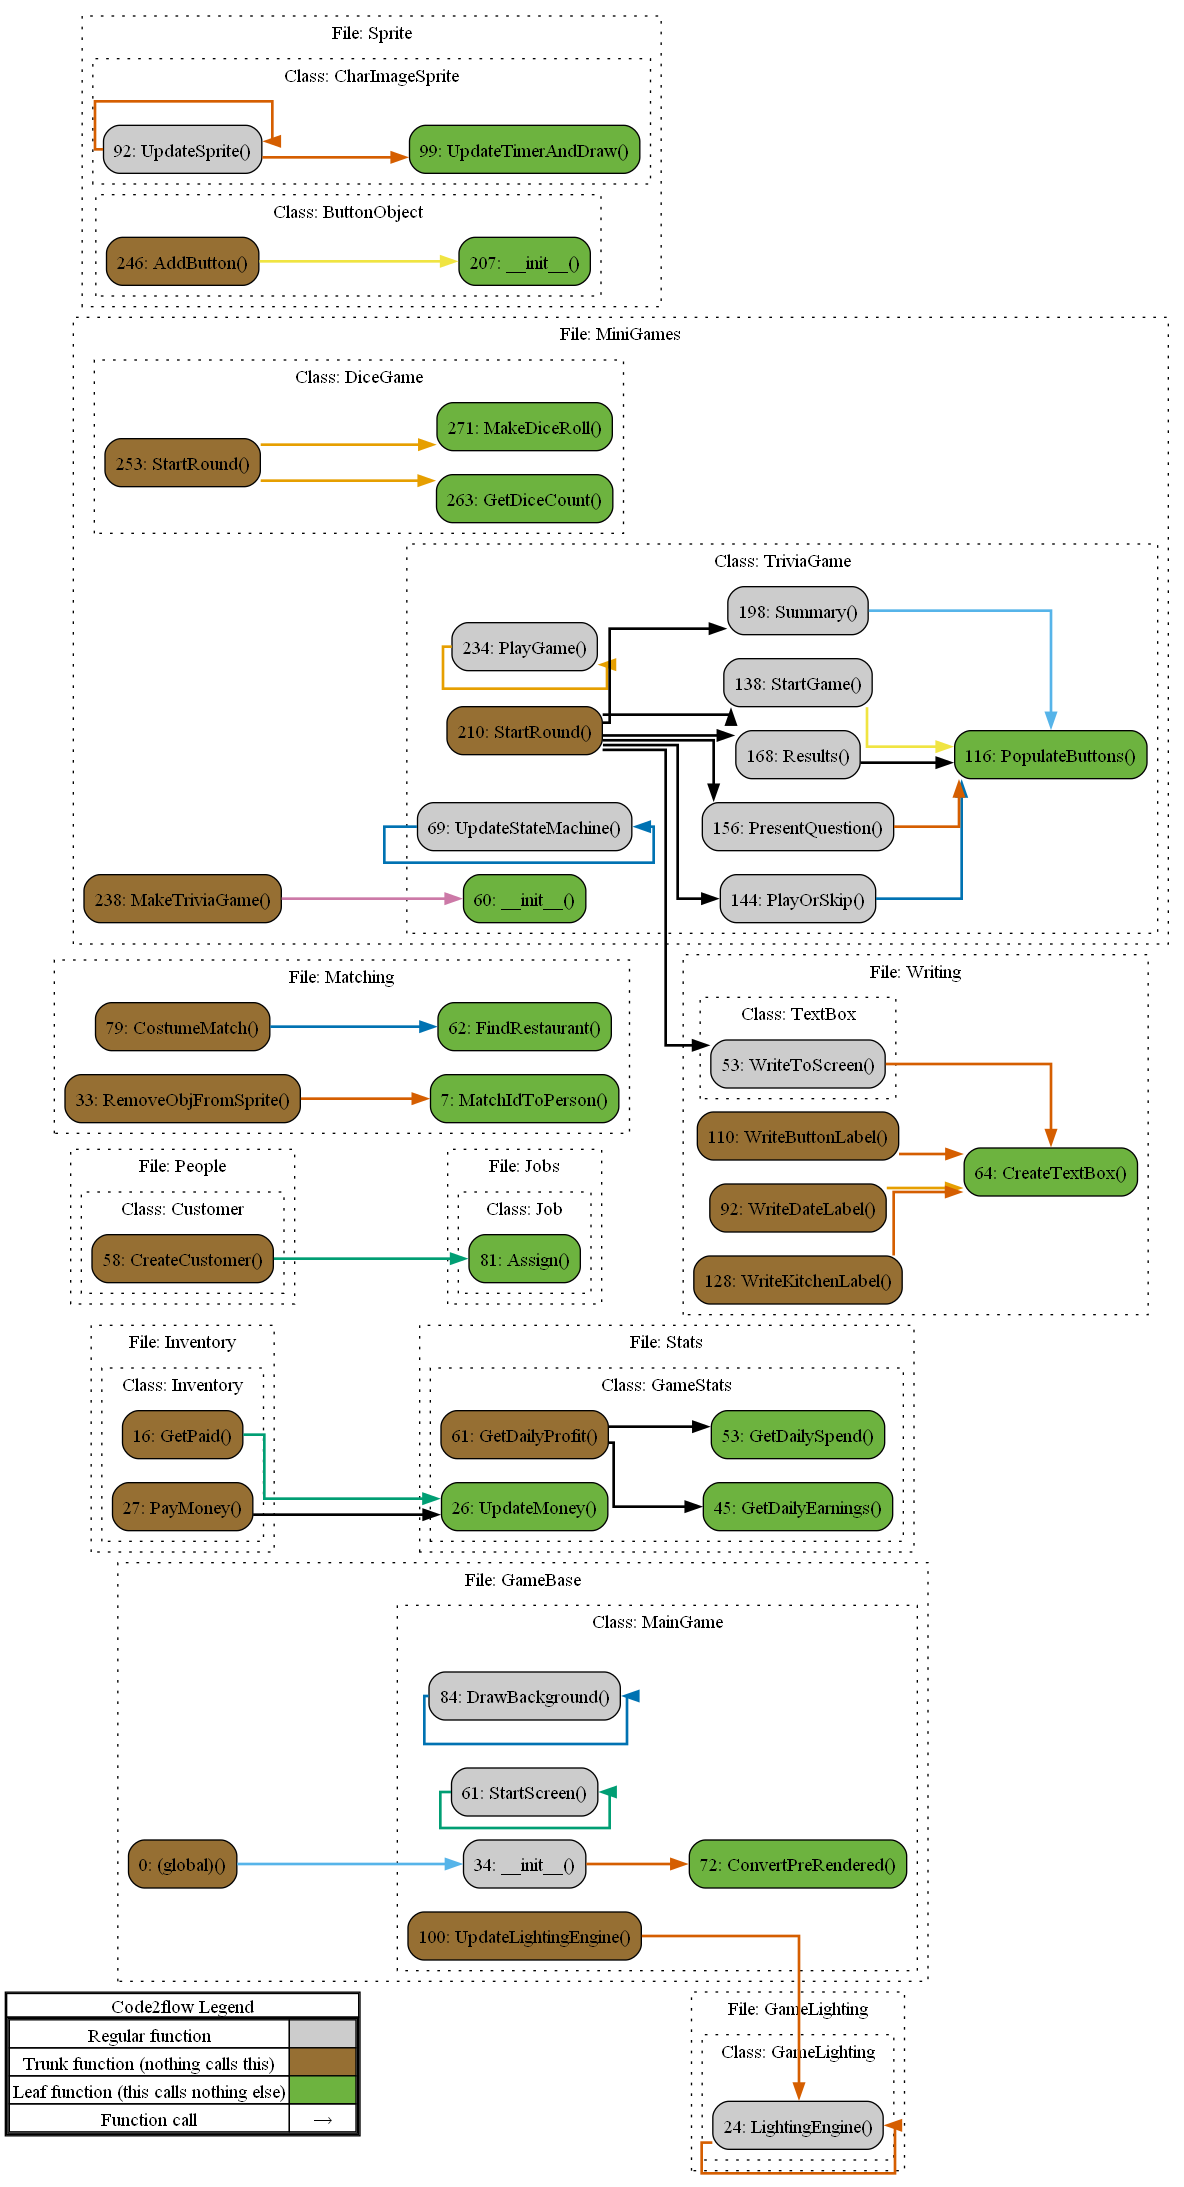 File: Sprite
Class: CharImageSprite
92: UpdateSprite()
99: UpdateTimerAndDraw()
Class: ButtonObject
246: AddButton()
207: __init__()
File: MiniGames
Class: DiceGame
271: MakeDiceRoll()
253: StartRound()
263: GetDiceCount()
Class: TriviaGame
198: Summary()
234: PlayGame()
138: StartGame()
210: StartRound()
168: Results()
116: PopulateButtons()
69: UpdateStateMachine()
156: PresentQuestion()
238: MakeTriviaGame()
60: __init__()
144: PlayOrSkip()
File: Matching
79: CostumeMatch()
62: FindRestaurant()
33: RemoveObjFromSprite()
7: MatchIdToPerson()
File: Writing
Class: TextBox
53: WriteToScreen()
110: WriteButtonLabel()
64: CreateTextBox()
92: WriteDateLabel()
128: WriteKitchenLabel()
File: People
Class: Customer
58: CreateCustomer()
File: Jobs
Class: Job
81: Assign()
File: Inventory
Class: Inventory
16: GetPaid()
27: PayMoney()
File: Stats
Class: GameStats
61: GetDailyProfit()
53: GetDailySpend()
26: UpdateMoney()
45: GetDailyEarnings()
File: GameBase
Class: MainGame
84: DrawBackground()
61: StartScreen()
0: (global)()
34: __init__()
72: ConvertPreRendered()
100: UpdateLightingEngine()
File: GameLighting
Class: GameLighting
24: LightingEngine()
Code2flow Legend
Regular function
Trunk function (nothing calls this)
Leaf function (this calls nothing else)
Function call →